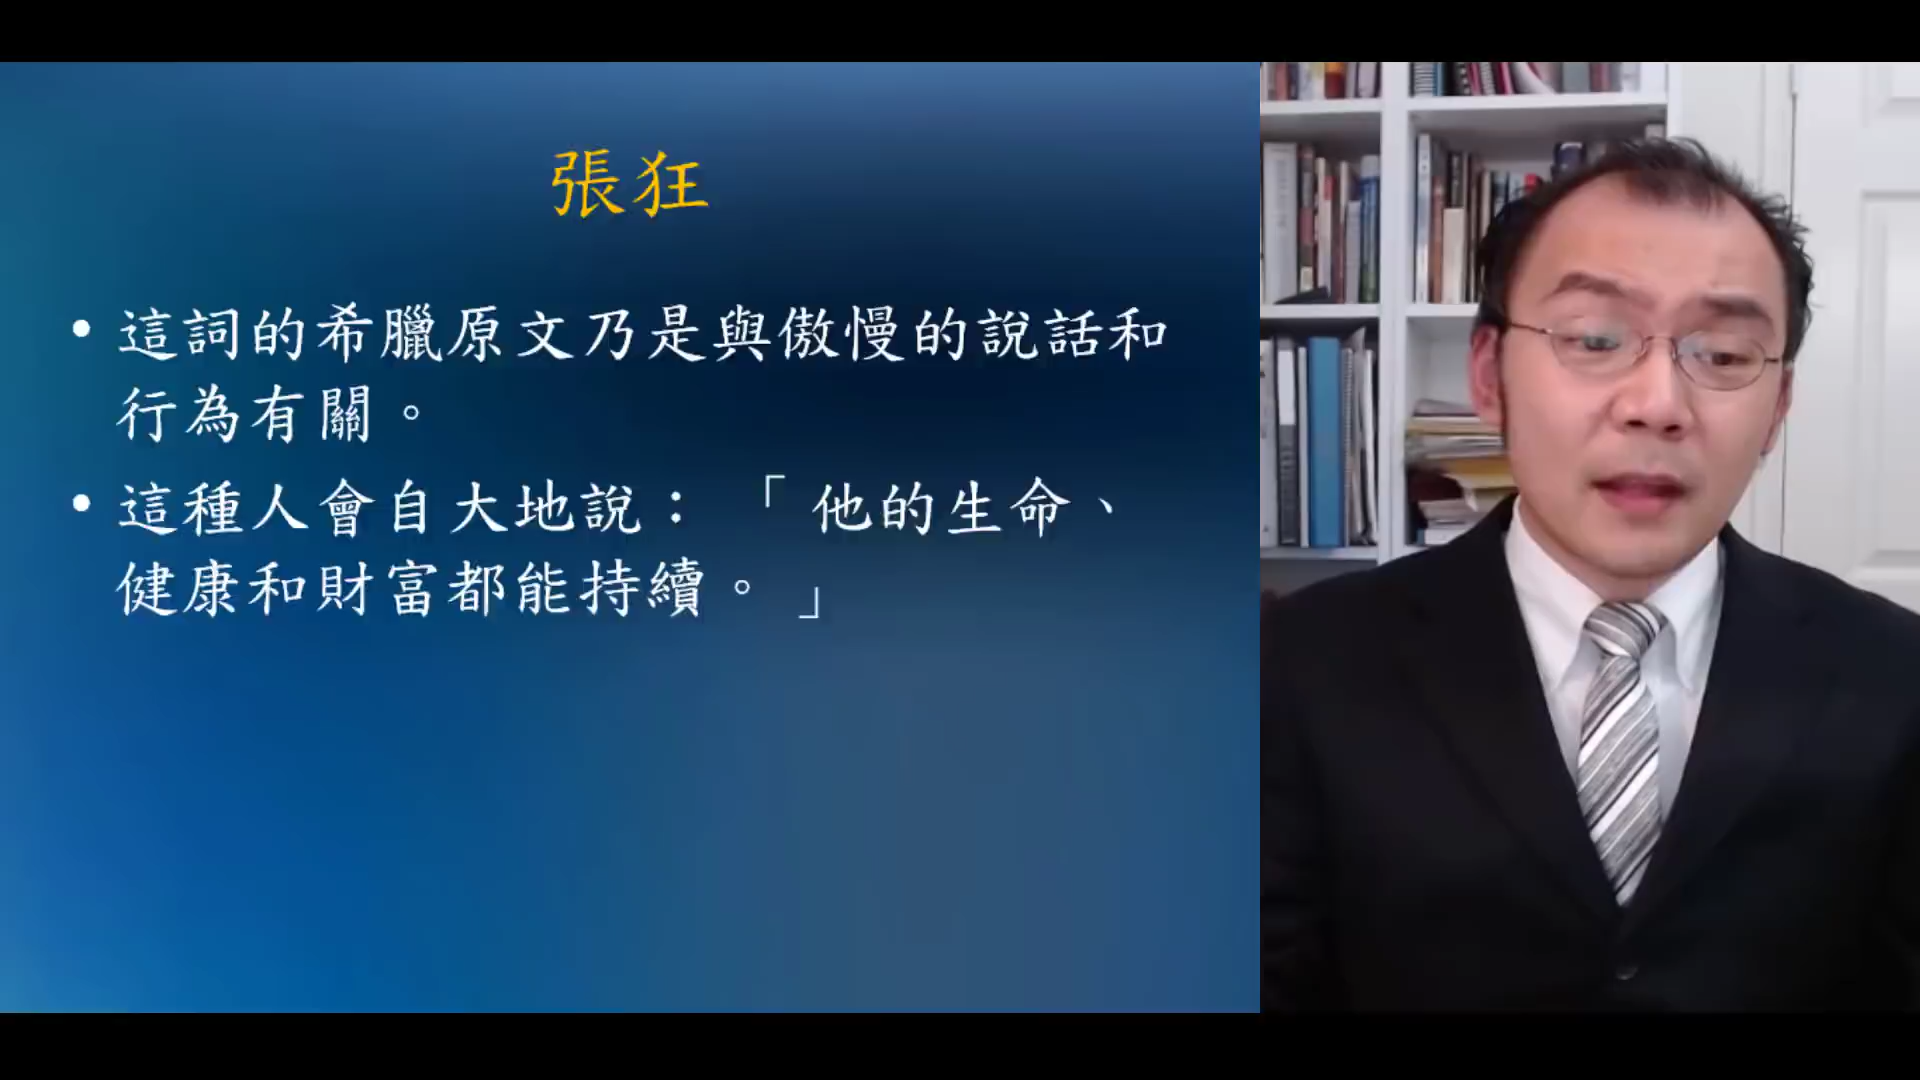 張狂
• 這詞的希臘原文乃是與傲慢的說話和
行為有關。
• 這種人會自大地說：「他的生命、
健康和財富都能持續。」